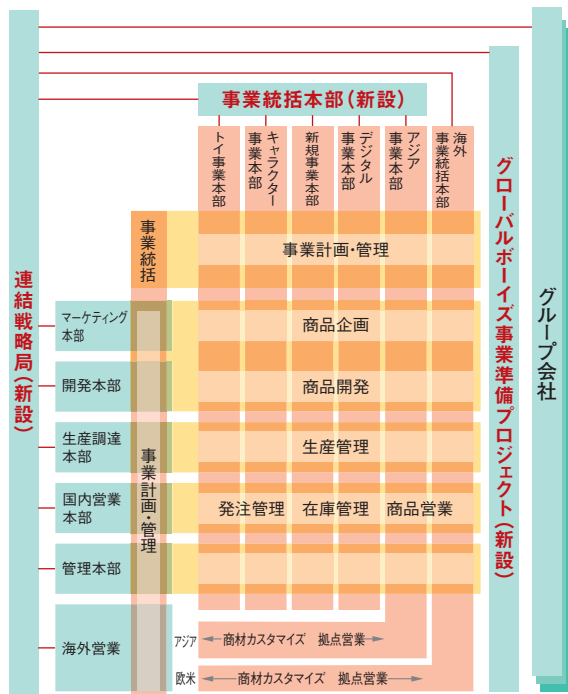 事業統括本部(新設)
トイ事業本部
キャラクター
事業本部
新規事業本部
デジタル
事業本部
アジア
事業本部
海外
事業統括本部
連結戦略局(新設)
グローバルボーイズ事業準備プロジェクト(新設)
グループ会社
事業統括
事業計画・管理
マーケティング
本部
商品企画
開発本部
商品開発
生産調達
本部
生産管理
事業計画・管理
国内営業
本部
発注管理 在庫管理 商品営業
管理本部
海外営業
アジア 商材カスタマイズ 拠点営業
欧米 商材カスタマイズ 拠点営業